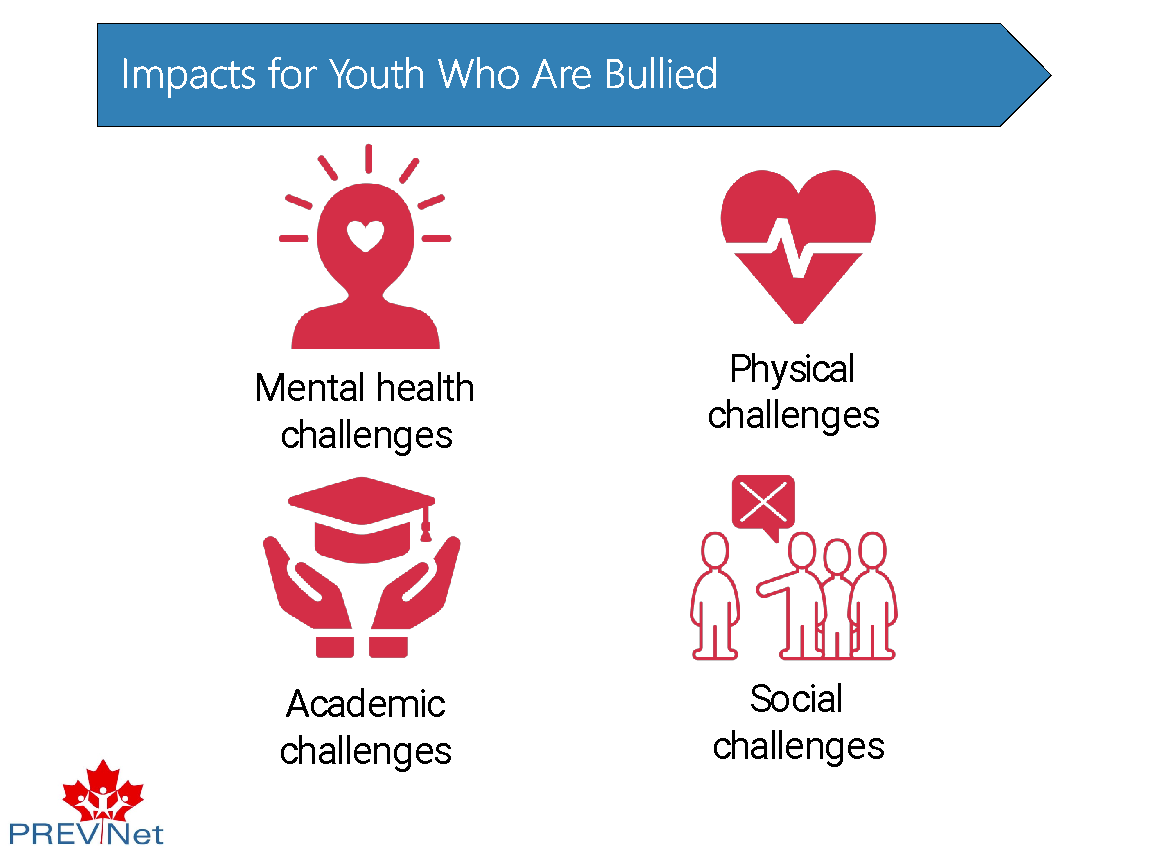 Impacts for Youth Who Are Bullied
Mental health
challenges
Physical
challenges
Academic
challenges
Social
challenges
PREVNet